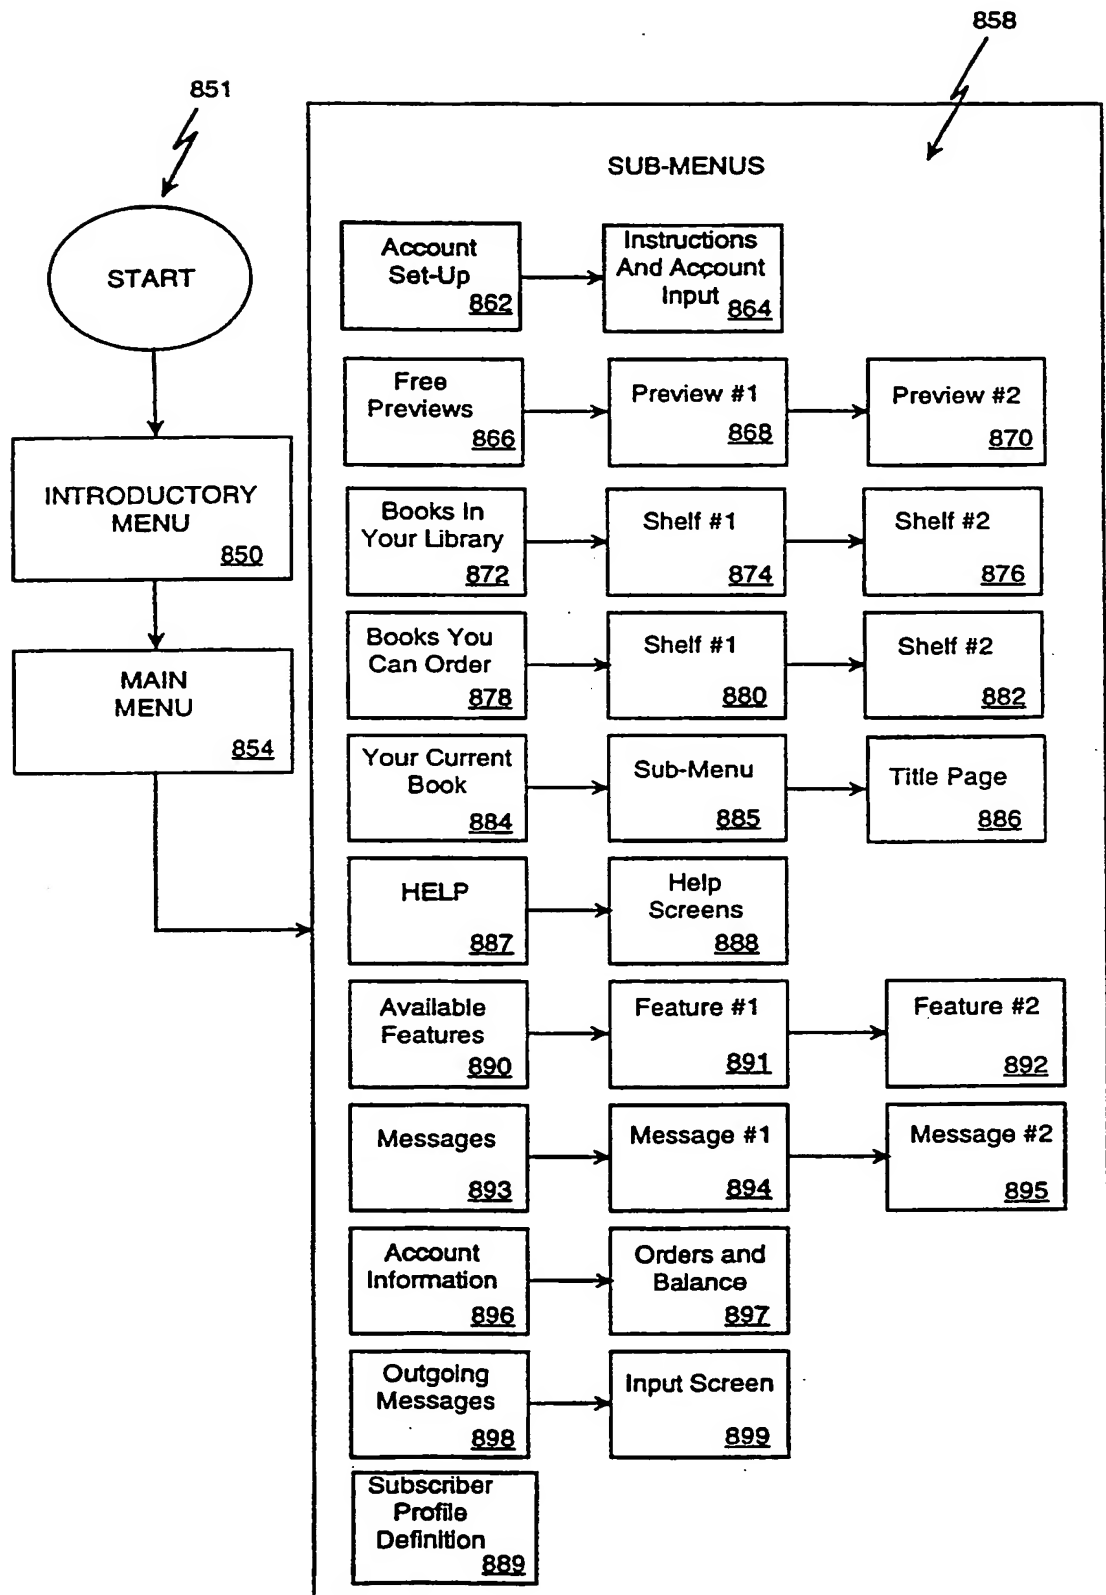 858
851
SUB-MENUS
START
INTRODUCTORY
MENU
850
MAIN
MENU
854
Account
Set-Up
862
Instructions
And Account
Input
864
Free
Previews
866
Preview #1
868
Preview #2
870
Books In
Your Library
872
Shelf #1
874
Shelf #2
876
Books You
Can Order
878
Shelf #1
880
Shelf #2
882
Your Current
Book
884
Sub-Menu
885
Title Page
886
HELP
887
Help
Screens
888
Available
Features
890
Feature #1
891
Feature #2
892
Messages
893
Message #1
894
Message #2
895
Account
Information
896
Orders and
Balance
897
Outgoing
Messages
898
Input Screen
899
Subscriber
Profile
Definition
889